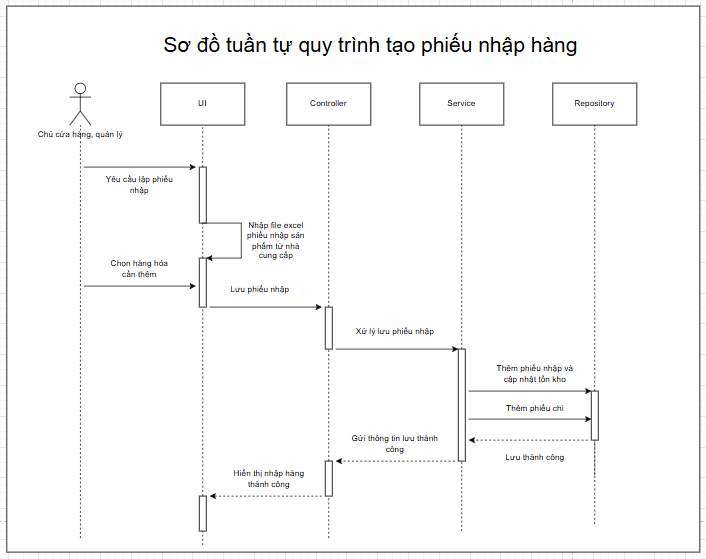 Sơ đồ tuần tự quy trình tạo phiếu nhập hàng
UI
Controller
Service
Repository
Chủ cửa hàng, quản lý
Yêu cầu lập phiếu
nhập
Nhập file excel
phiếu nhập sản
phẩm từ nhà
cung cấp
Chọn hàng hóa
cần thêm
Lưu phiếu nhập
Xử lý lưu phiếu nhập
Thêm phiếu nhập và
cập nhật tồn kho
Thêm phiếu chi
Gửi thông tin lưu thành
công
Lưu thành công
Hiển thị nhập hàng
thành công